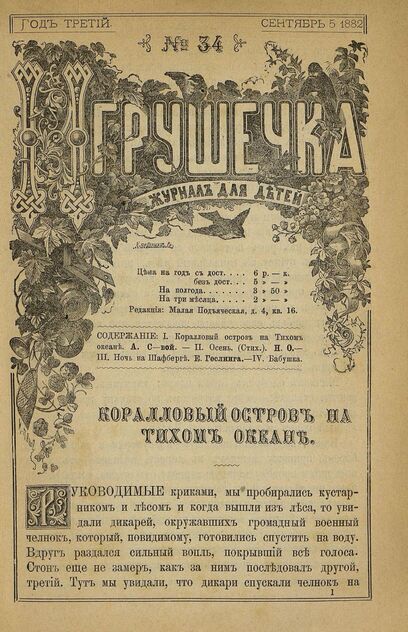 Годъ третій.
Сентябрь 5 1882
№ 34
Игрушечка
журналъ для дѣтей
Цѣна на годъ съ дост. . . . . 6 р. — к.
безъ дост. . . . 5 » — »
На полгода. . . . . . . . 3 » 50 »
На три мѣсяца. . . . . . 2 » — »
Редакція: Малая Подъяческая, д. 4, кв. 16.
СОДЕРЖАНІЕ: I. Коралловый островъ на Тихомъ
океанѣ. А. С—вой. — II. Осень. (Стих.). Н. О.—
III. Ночь на Шафбергѣ. Е. Гослинга.—IV. Бабушка.
КОРАЛЛОВЫЙ ОСТРОВЪ НА
ТИХОМЪ ОКЕАНѢ.
РУКОВОДИМЫЕ криками, мы пробирались кустар-
никомъ и лѣсомъ и когда вышли изъ лѣса, то уви-
дали дикарей, окружавшихъ громадный военный
челнокъ, который, повидимому, готовились спустить на воду.
Вдругъ раздался сильный вопль, покрывшій всѣ голоса.
Стонъ еще не замеръ, какъ за нимъ послѣдовалъ другой,
третій. Тутъ мы увидали, что дикари спускали челнокъ на
1